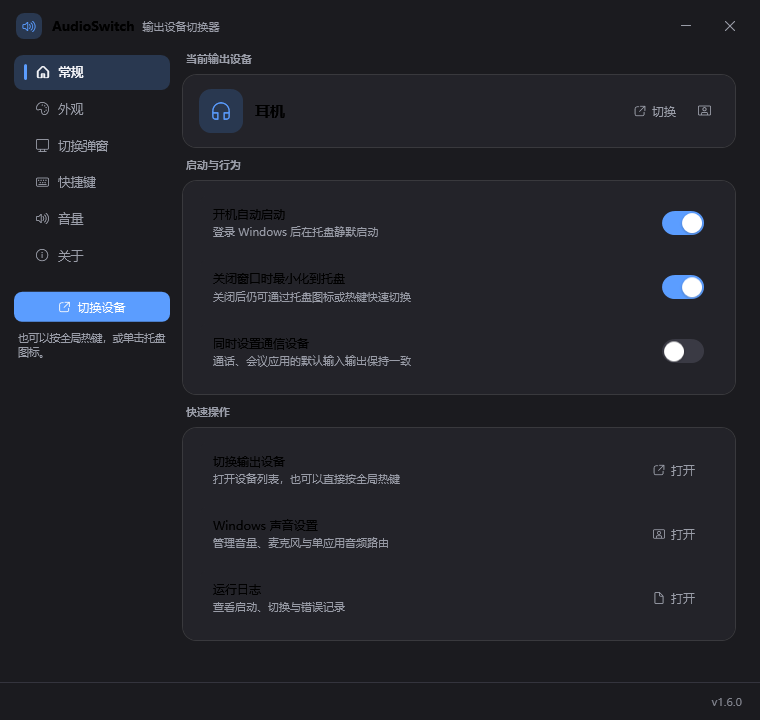 AudioSwitch 输出设备切换器
常规
外观
切换弹窗
快捷键
音量
关于
切换设备
也可以按全局热键，或单击托盘
图标。
当前输出设备
耳机
切换
启动与行为
开机自动启动
登录 Windows 后在托盘静默启动
关闭窗口时最小化到托盘
关闭后仍可通过托盘图标或热键快速切换
同时设置通信设备
通话、会议应用的默认输入输出保持一致
快速操作
切换输出设备
打开设备列表，也可以直接按全局热键
打开
Windows 声音设置
管理音量、麦克风与单应用音频路由
打开
运行日志
查看启动、切换与错误记录
打开
v1.6.0